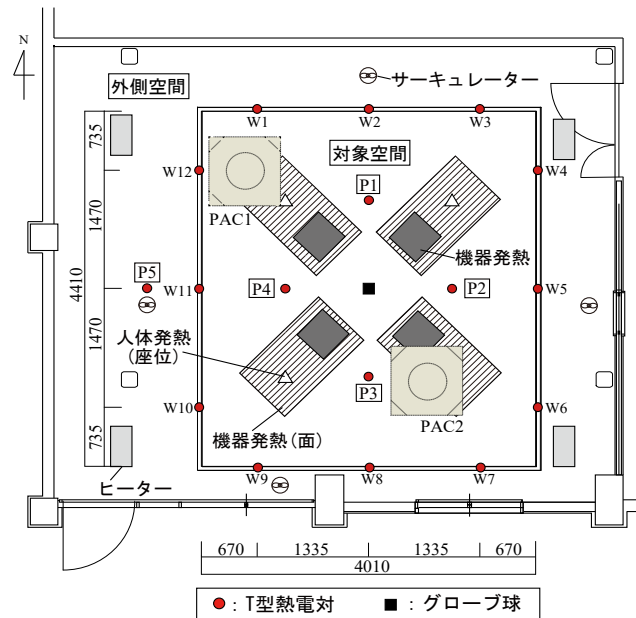 N
サーキュレーター
外側空間
W1
W2
W3
735
対象空間
W12
W4
P1
PAC1
1470
機器発熱
4410
P5
W11
P4
P2
W5
1470
人体発熱
(座位)
P3
W10
W6
PAC2
735
機器発熱(面)
ヒーター
W9
W8
W7
670
1335
1335
670
4010
：T型熱電対
：グローブ球